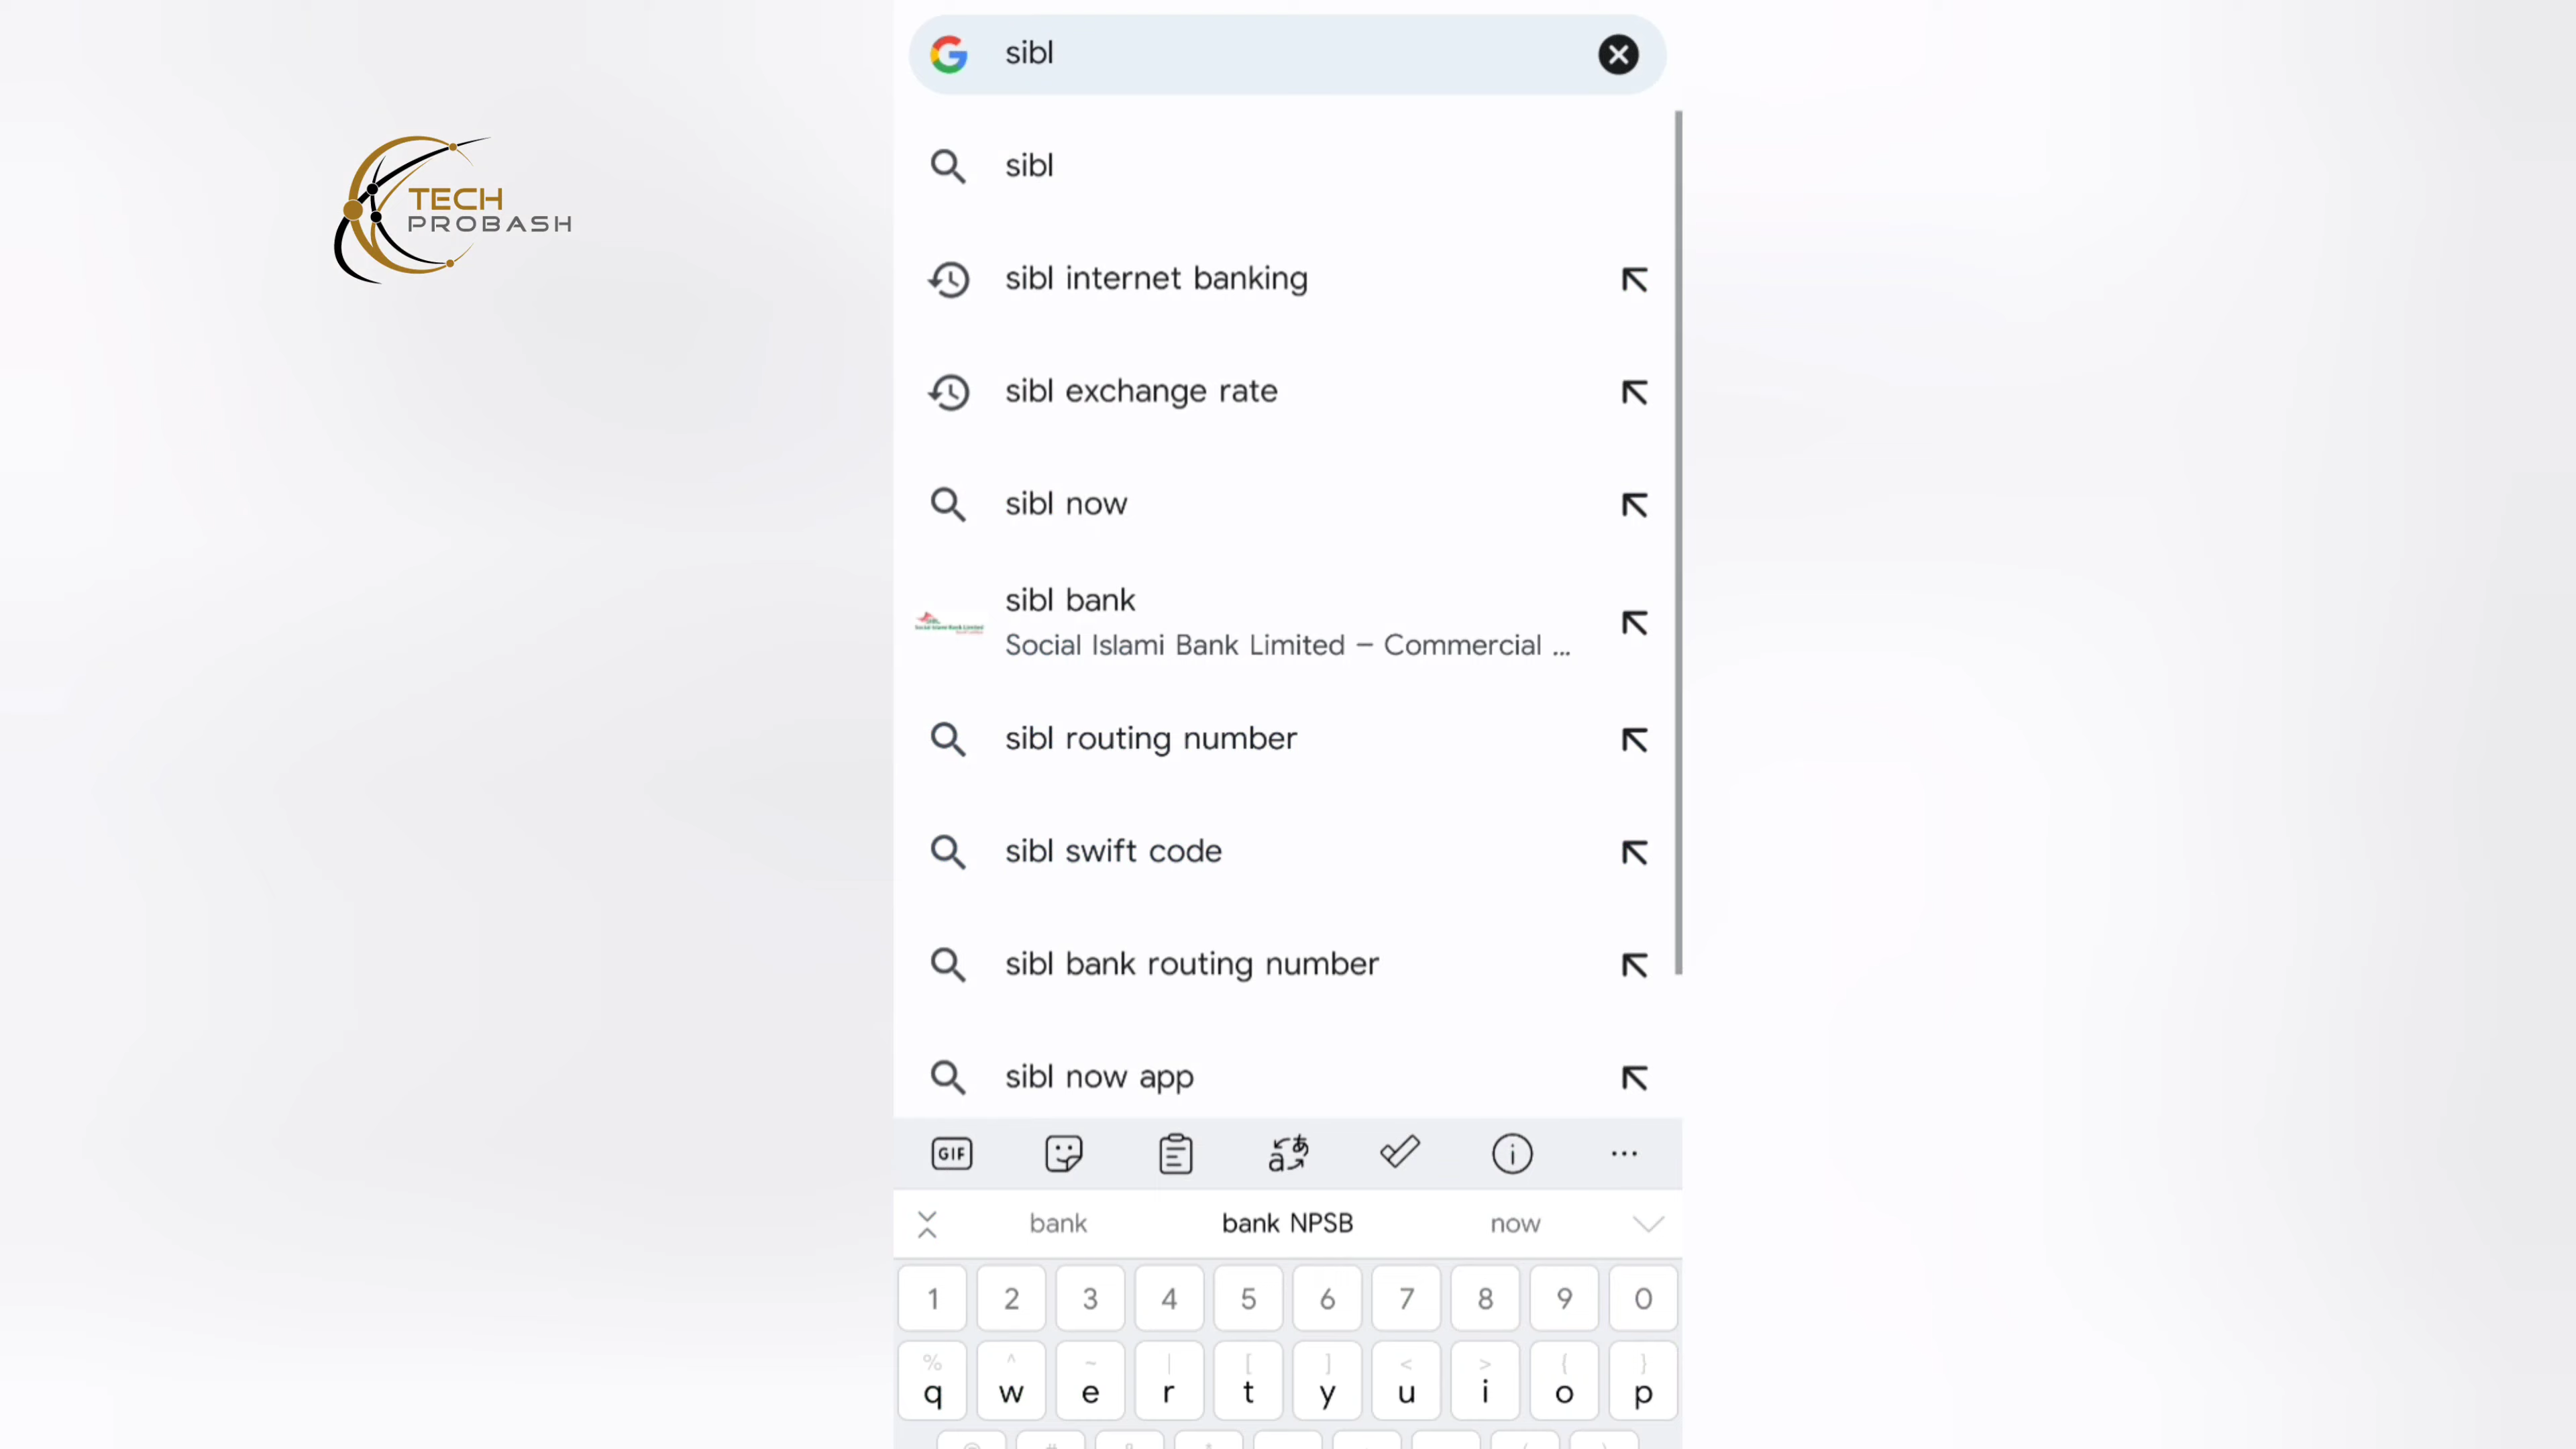 sibl
TECH
PROBASH
sibl
sibl internet banking
sibl exchange rate
sibl now
sibl bank
Social Islami Bank Limited – Commercial ...
sibl routing number
sibl swift code
sibl bank routing number
sibl now app
GIF
bank bank NPSB now
1 2 3 4 5 6 7 8 9 0
% ^ ~ | [ ] < > { }
q w e r t y u i o p